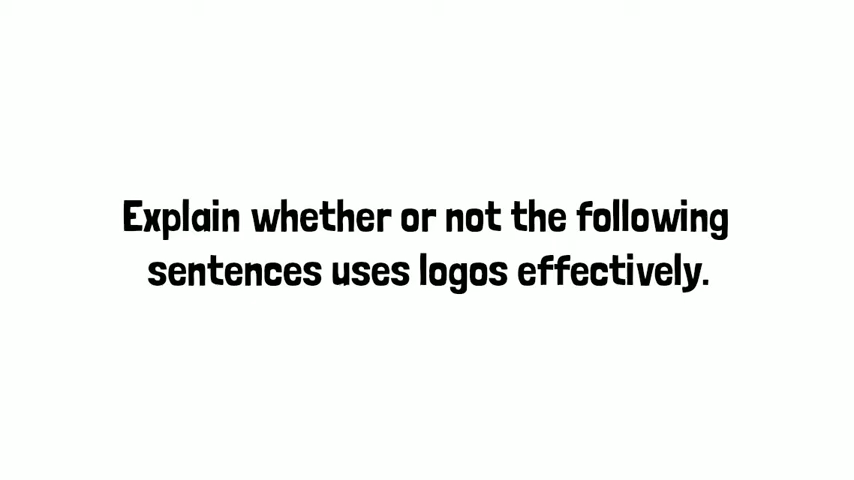 Explain whether or not the following
sentences uses logos effectively.